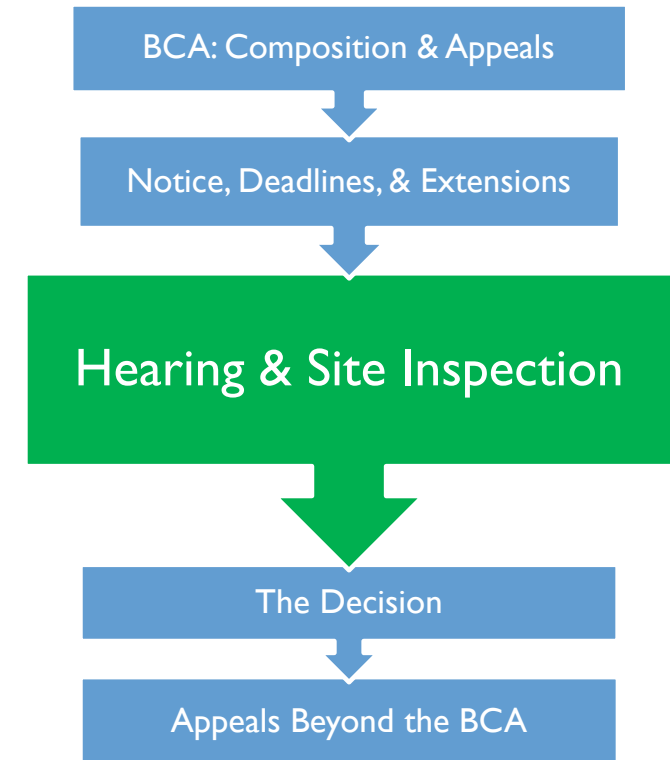 BCA: Composition & Appeals
Notice, Deadlines, & Extensions
Hearing & Site Inspection
The Decision
Appeals Beyond the BCA